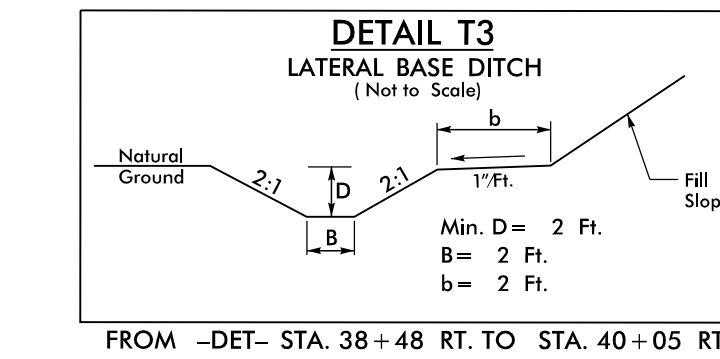 DETAIL T3
LATERAL BASE DITCH
( Not to Scale)
b
Natural
Ground
2:1
D
2:1
1"/Ft.
Fill
Slop
B
Min. D = 2 Ft.
B = 2 Ft.
b = 2 Ft.
FROM -DET- STA. 38 + 48 RT. TO STA. 40 + 05 RT